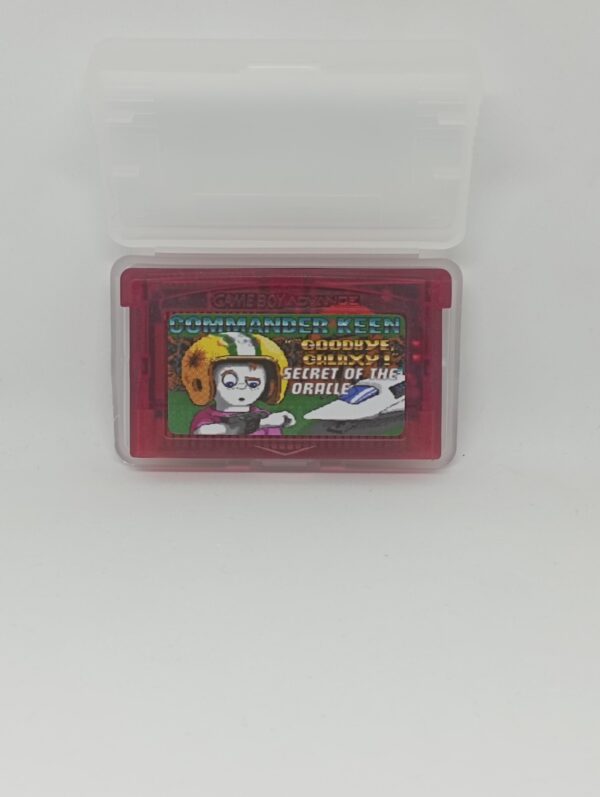 GAME BOY ADVANCE
COMMANDER KEEN
GOODBYE,
GALAXY!
SECRET OF THE
ORACLE